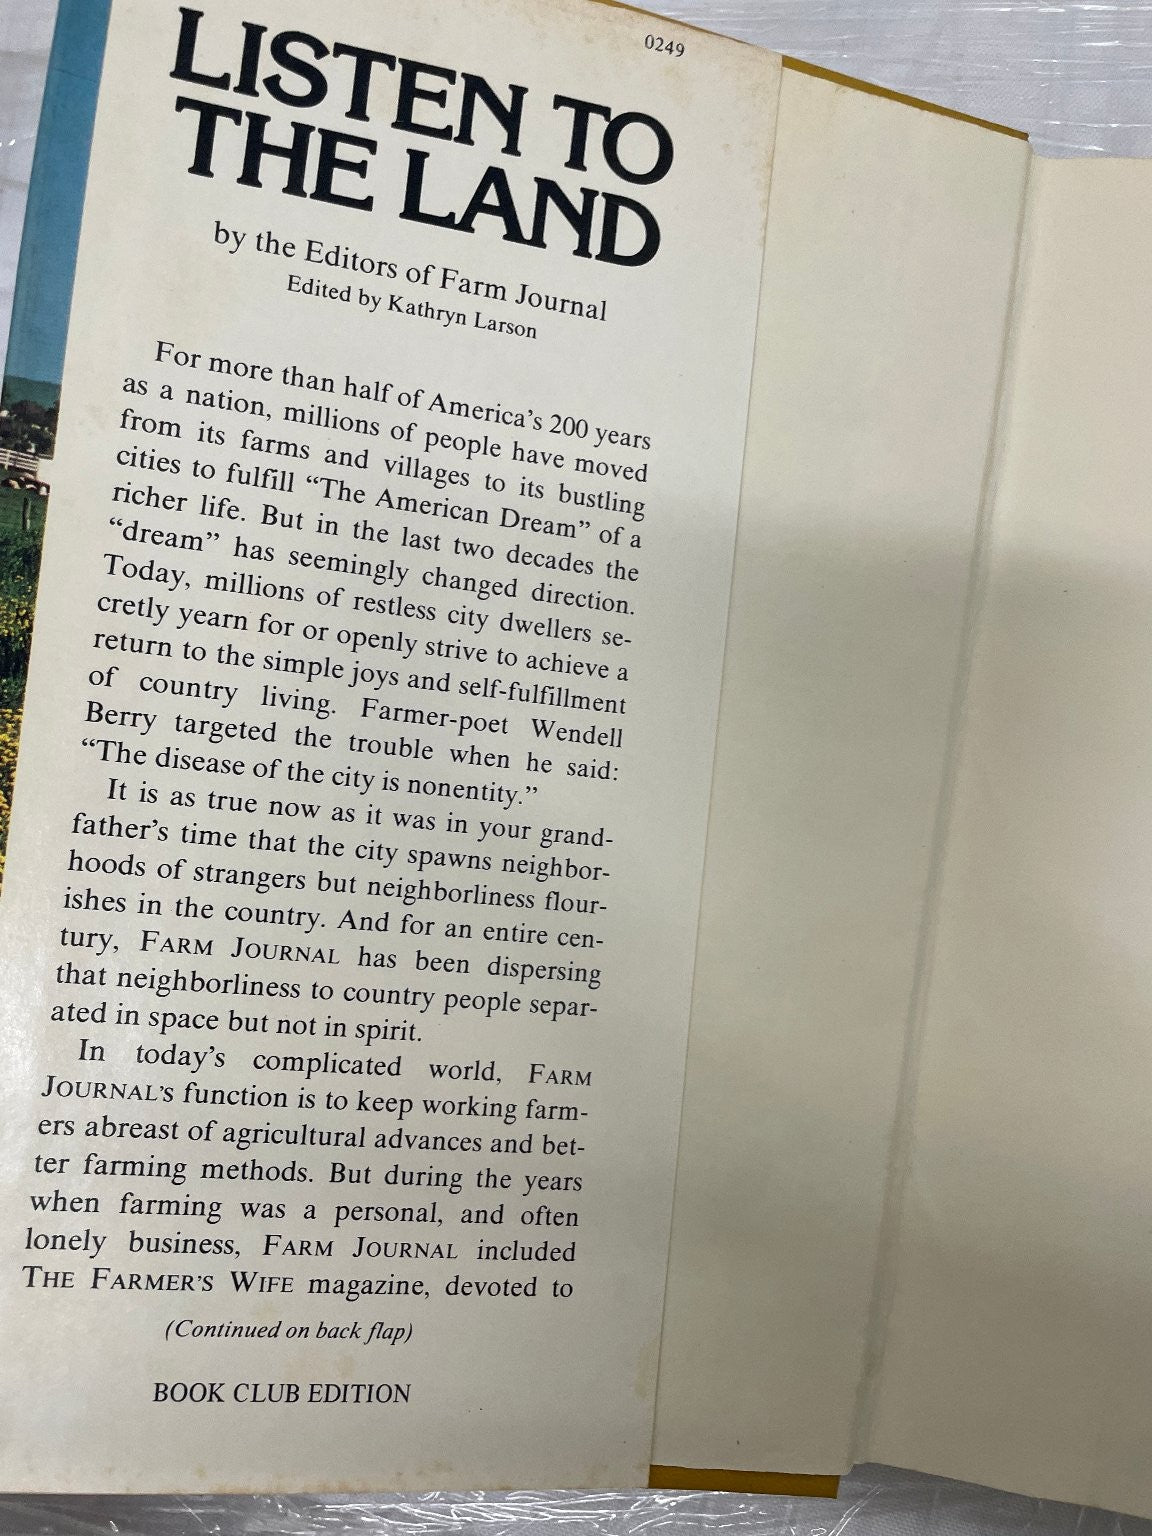 0249
LISTEN TO
THE LAND
by the Editors of Farm Journal
Edited by Kathryn Larson
For more than half of America's 200 years
as a nation, millions of people have moved
from its farms and villages to its bustling
cities to fulfill “The American Dream” of a
richer life. But in the last two decades the
“dream” has seemingly changed direction.
Today, millions of restless city dwellers se-
cretly yearn for or openly strive to achieve a
return to the simple joys and self-fulfillment
of country living. Farmer-poet Wendell
Berry targeted the trouble when he said:
“The disease of the city is nonentity.”
It is as true now as it was in your grand-
father's time that the city spawns neighbor-
hoods of strangers but neighborliness flour-
ishes in the country. And for an entire cen-
tury, FARM JOURNAL has been dispersing
that neighborliness to country people separ-
ated in space but not in spirit.
In today's complicated world, FARM
JOURNAL'S function is to keep working farm-
ers abreast of agricultural advances and bet-
ter farming methods. But during the years
when farming was a personal, and often
lonely business, FARM JOURNAL included
THE FARMER'S WIFE magazine, devoted to
(Continued on back flap)
BOOK CLUB EDITION